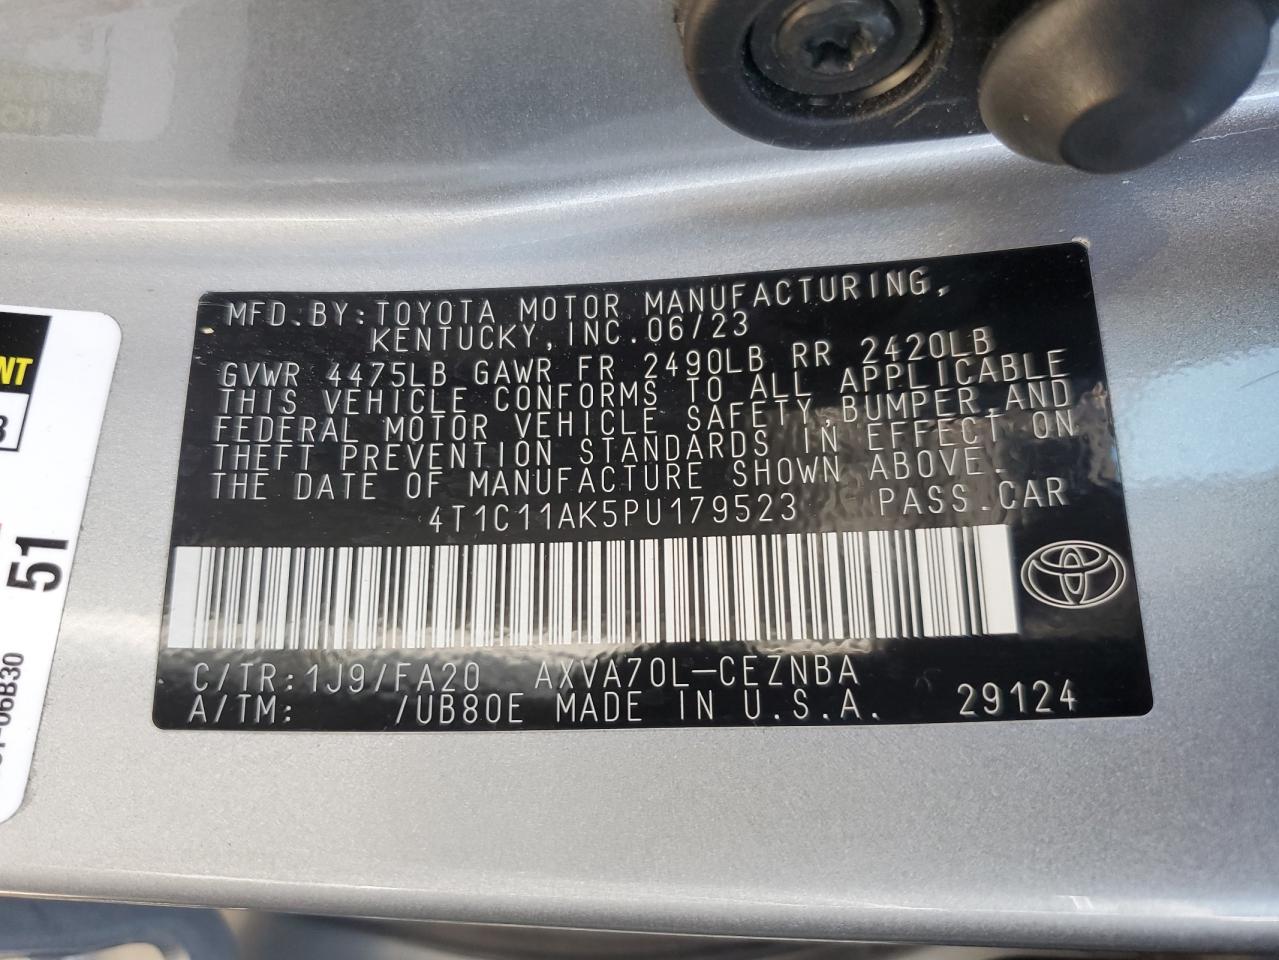 MFD.BY:TOYOTA MOTOR MANUFACTURING,
KENTUCKY,INC.06/23
GVWR 4475LB GAWR FR 2490LB RR 2420LB
THIS VEHICLE CONFORMS TO ALL APPLICABLE
FEDERAL MOTOR VEHICLE SAFETY,BUMPER,AND
THEFT PREVENTION STANDARDS IN EFFECT ON
THE DATE OF MANUFACTURE SHOWN ABOVE.
4T1C11AK5PU179523 PASS.CAR
C/TR:1J9/FA20 AXVA70L-CEZNBA
A/TM: /UB80E MADE IN U.S.A. 29124
51
06B30